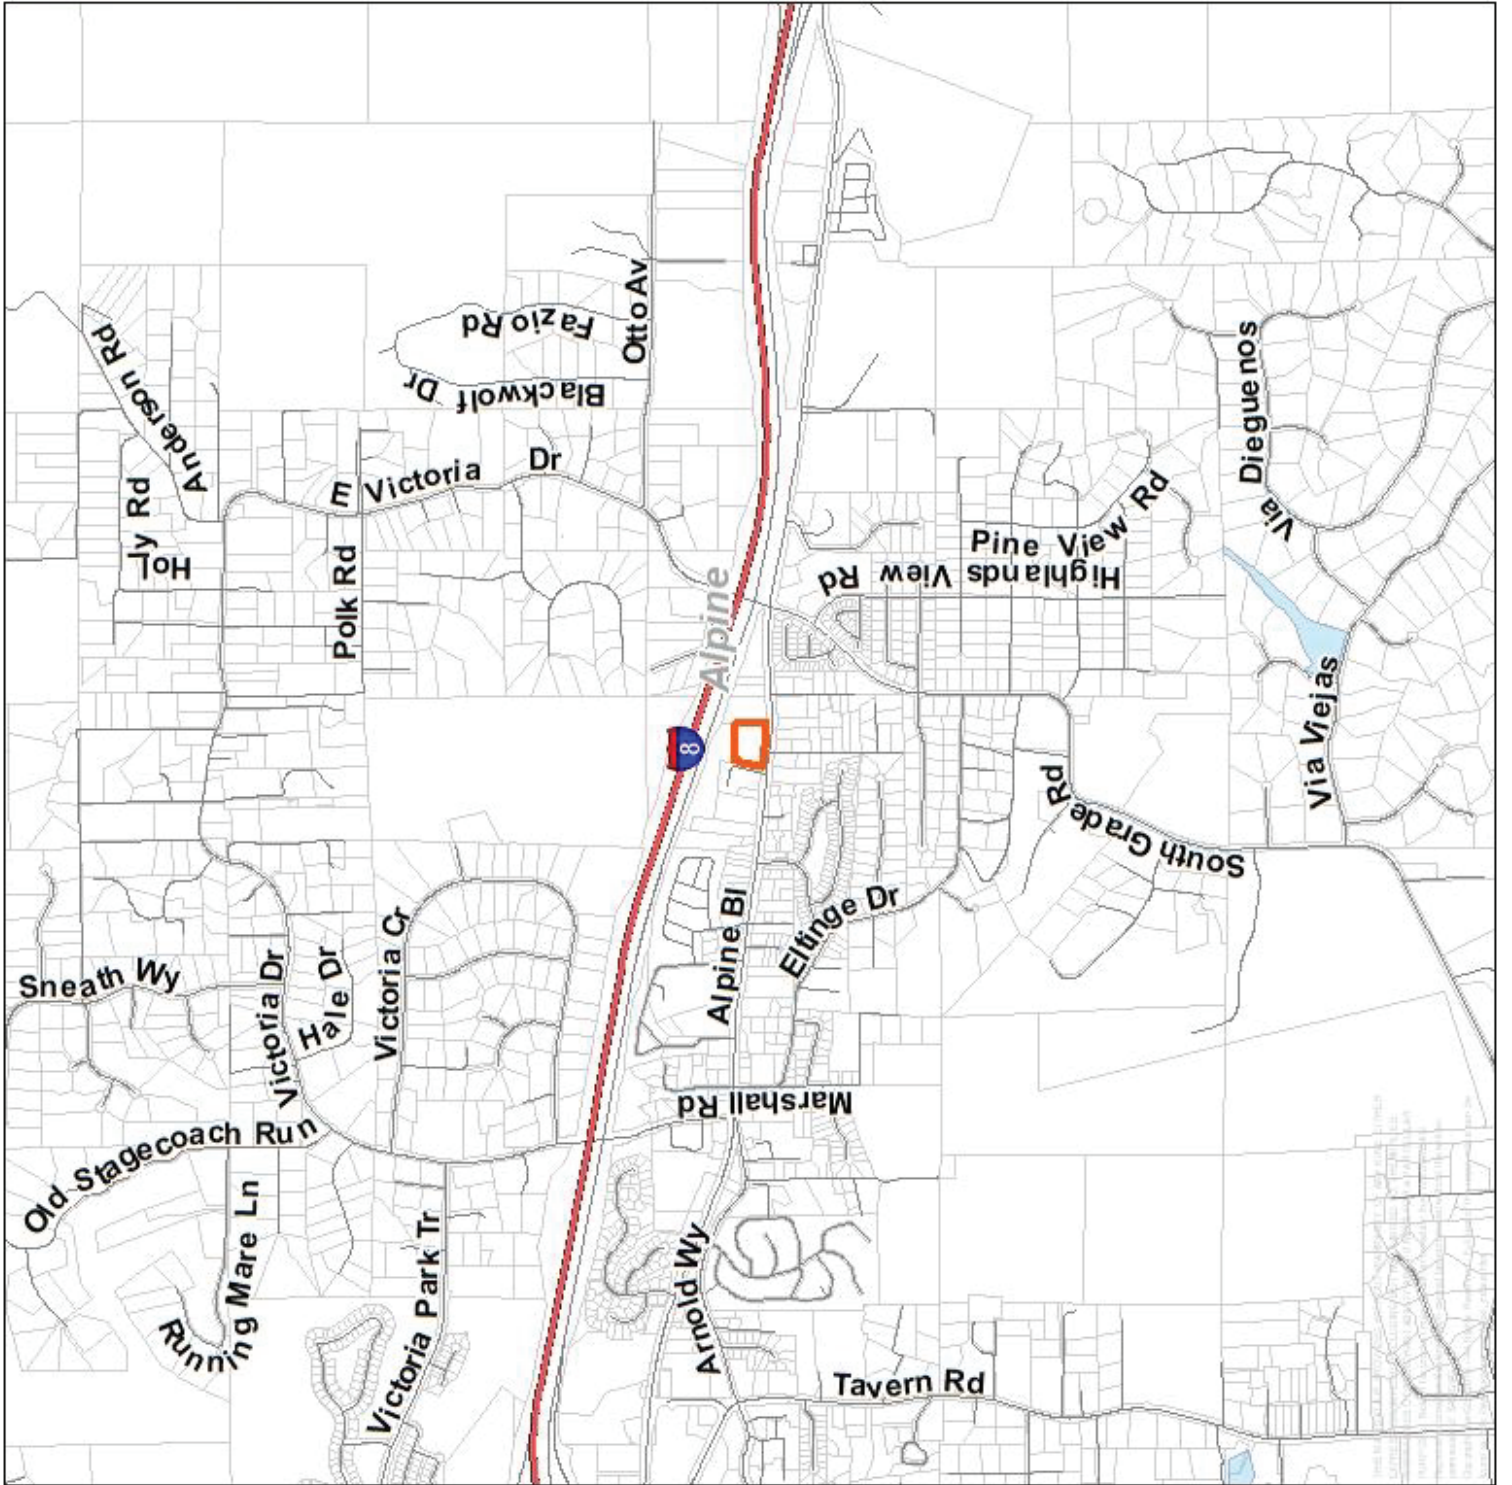 Anderson Rd
Fazio Rd
Otto Av
Blackwolf Dr
Holly Rd
E Victoria Dr
Polk Rd
Alpine
8
Pine View Rd
Highlands View Rd
Via Dieguenos
Via Viejas
South Grade Rd
Sneath Wy
Victoria Dr
Hale Dr
Victoria Cr
Alpine Bl
Eltinge Dr
Marshall Rd
Old Stagecoach Run
Running Mare Ln
Victoria Park Tr
Arnold Wy
Tavern Rd